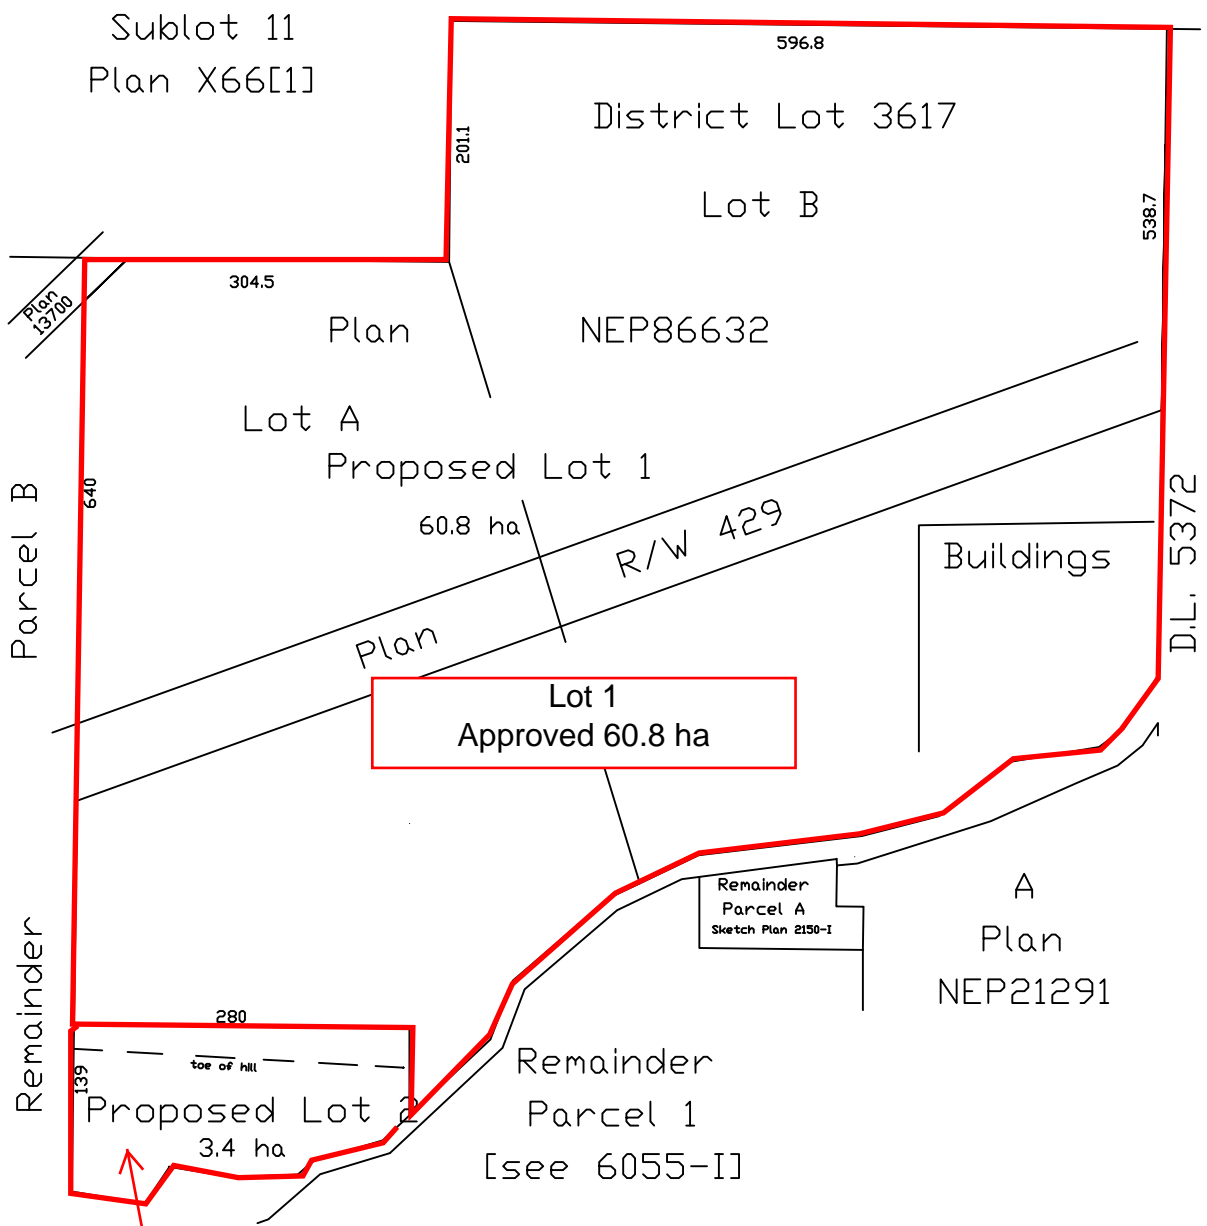 Sublot 11
Plan X66[1]
596.8
District Lot 3617
201.1
Lot B
538.7
304.5
Plan
13700
Plan NEP86632
Lot A
Proposed Lot 1
60.8 ha
640
Parcel B
R/W 429
Plan
Buildings
D.L. 5372
Lot 1
Approved 60.8 ha
Remainder
Parcel A
Sketch Plan 2150-I
A
Plan
NEP21291
Remainder
280
toe of hill
139
Proposed Lot 2
3.4 ha
Remainder
Parcel 1
[see 6055-I]